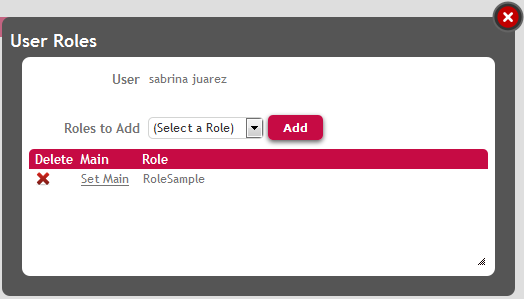 User Roles
User sabrina juarez
Roles to Add (Select a Role) Add
Delete Main Role
Set Main RoleSample